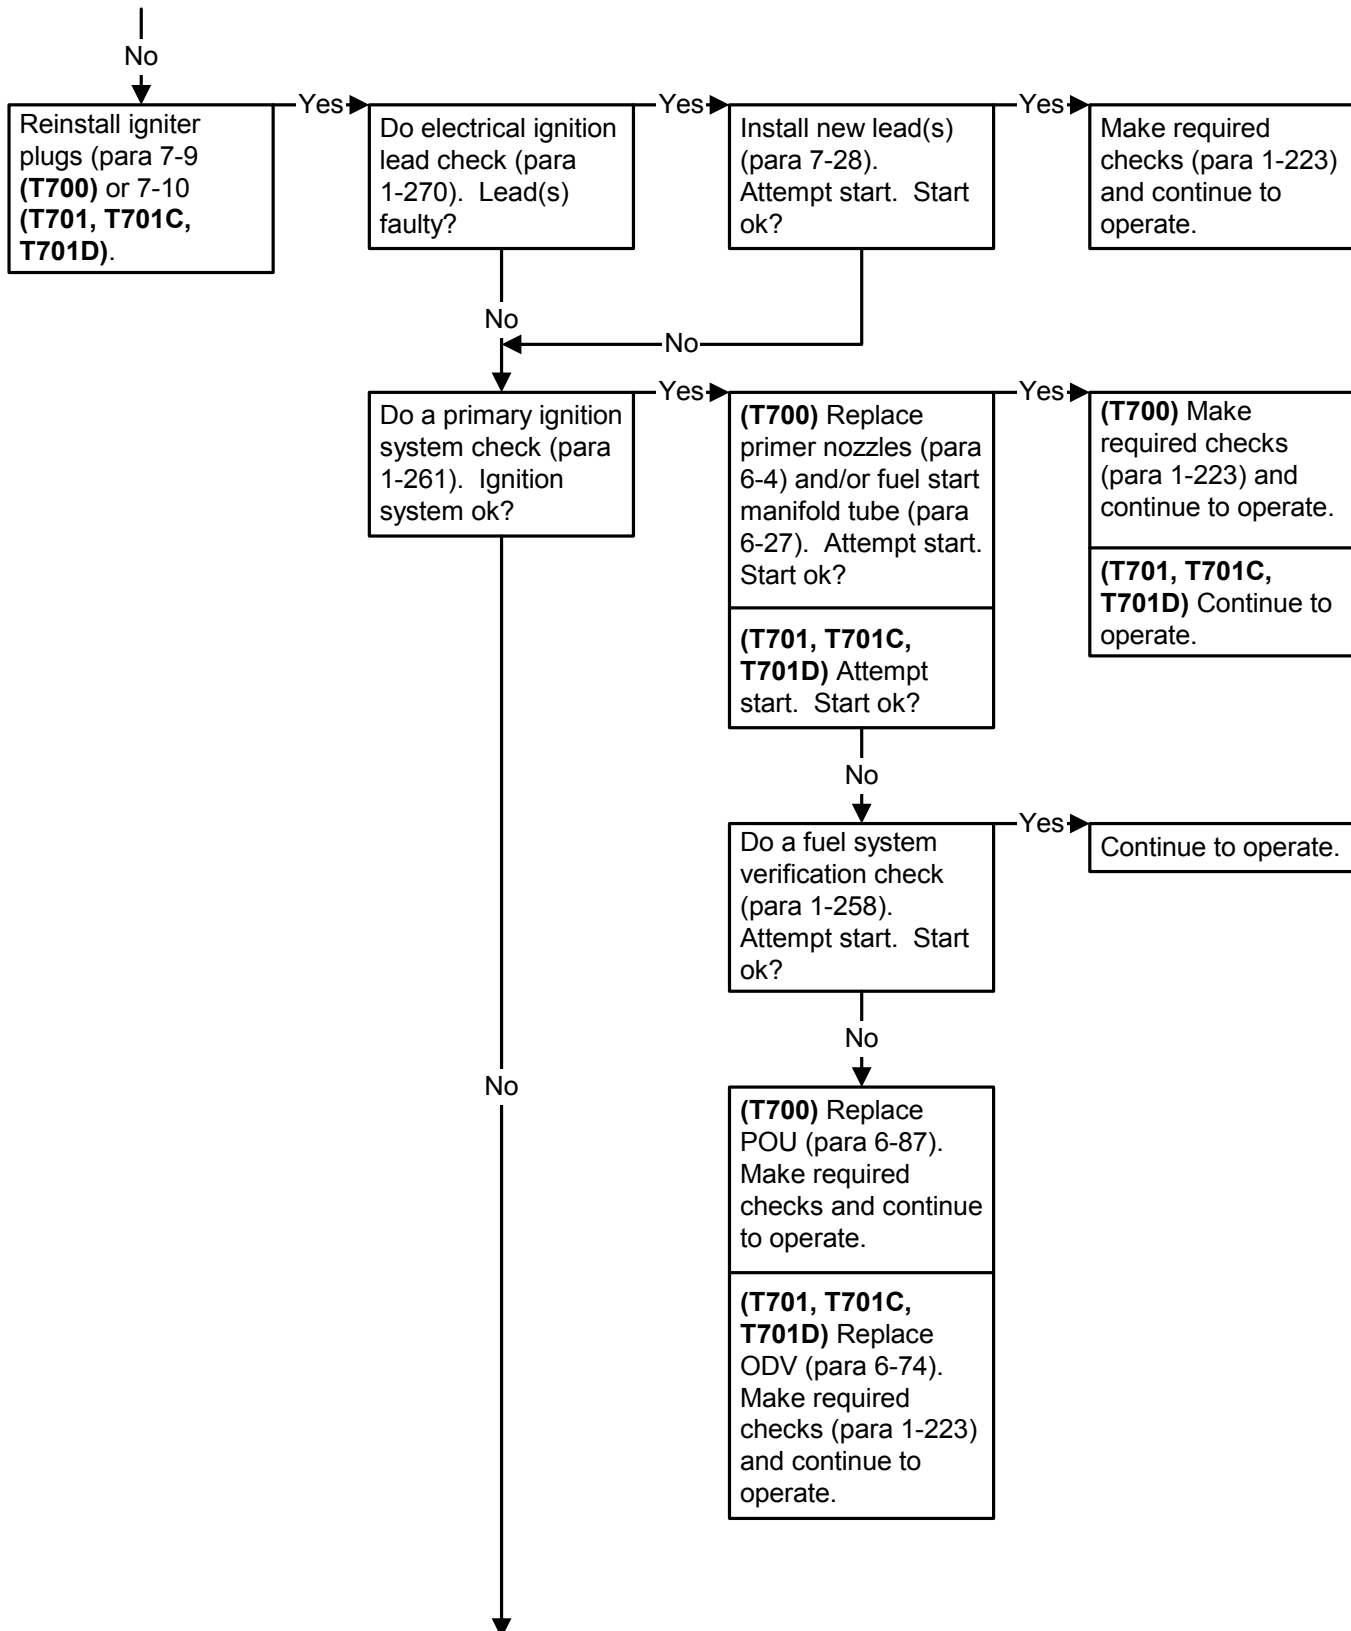 No
Reinstall igniter
plugs (para 7-9
(T700) or 7-10
(T701, T701C,
T701D).
Yes
Do electrical ignition
lead check (para
1-270).  Lead(s)
faulty?
Yes
Install new lead(s)
(para 7-28).
Attempt start.  Start
ok?
Yes
Make required
checks (para 1-223)
and continue to
operate.
No
No
Do a primary ignition
system check (para
1-261).  Ignition
system ok?
Yes
(T700) Replace
primer nozzles (para
6-4) and/or fuel start
manifold tube (para
6-27).  Attempt start.
Start ok?
(T701, T701C,
T701D) Attempt
start.  Start ok?
Yes
(T700) Make
required checks
(para 1-223) and
continue to operate.
(T701, T701C,
T701D) Continue to
operate.
No
Do a fuel system
verification check
(para 1-258).
Attempt start.  Start
ok?
Yes
Continue to operate.
No
No
(T700) Replace
POU (para 6-87).
Make required
checks and continue
to operate.
(T701, T701C,
T701D) Replace
ODV (para 6-74).
Make required
checks (para 1-223)
and continue to
operate.